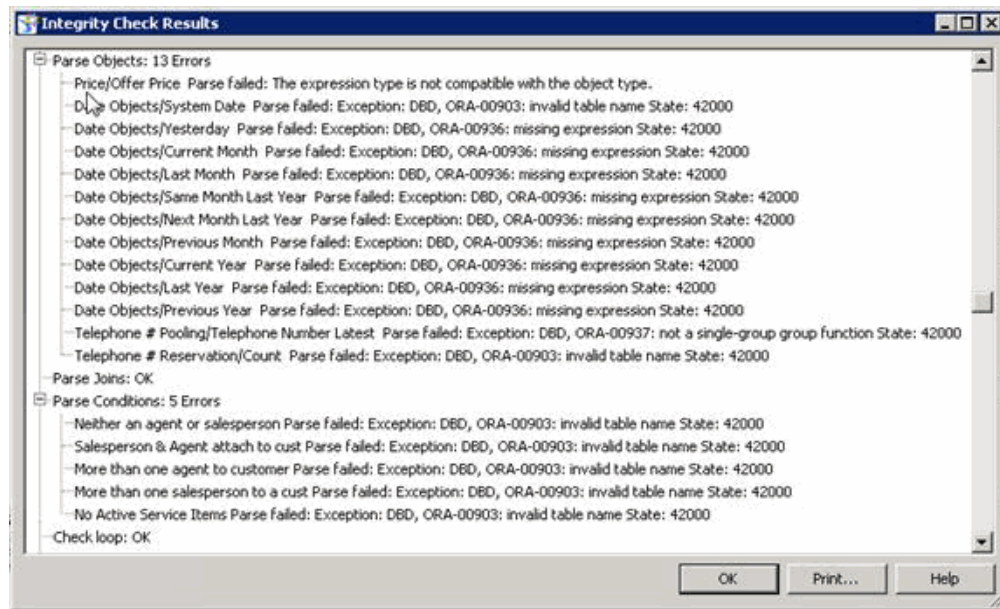 Integrity Check Results
Parse Objects: 13 Errors
Price/Offer Price Parse failed: The expression type is not compatible with the object type.
Date Objects/System Date Parse failed: Exception: DBD, ORA-00903: invalid table name State: 42000
Date Objects/Yesterday Parse failed: Exception: DBD, ORA-00936: missing expression State: 42000
Date Objects/Current Month Parse failed: Exception: DBD, ORA-00936: missing expression State: 42000
Date Objects/Last Month Parse failed: Exception: DBD, ORA-00936: missing expression State: 42000
Date Objects/Same Month Last Year Parse failed: Exception: DBD, ORA-00936: missing expression State: 42000
Date Objects/Next Month Last Year Parse failed: Exception: DBD, ORA-00936: missing expression State: 42000
Date Objects/Previous Month Parse failed: Exception: DBD, ORA-00936: missing expression State: 42000
Date Objects/Current Year Parse failed: Exception: DBD, ORA-00936: missing expression State: 42000
Date Objects/Last Year Parse failed: Exception: DBD, ORA-00936: missing expression State: 42000
Date Objects/Previous Year Parse failed: Exception: DBD, ORA-00936: missing expression State: 42000
Telephone # Pooling/Telephone Number Latest Parse failed: Exception: DBD, ORA-00937: not a single-group group function State: 42000
Telephone # Reservation/Count Parse failed: Exception: DBD, ORA-00903: invalid table name State: 42000
Parse Joins: OK
Parse Conditions: 5 Errors
Neither an agent or salesperson Parse failed: Exception: DBD, ORA-00903: invalid table name State: 42000
Salesperson & Agent attach to cust Parse failed: Exception: DBD, ORA-00903: invalid table name State: 42000
More than one agent to customer Parse failed: Exception: DBD, ORA-00903: invalid table name State: 42000
More than one salesperson to a cust Parse failed: Exception: DBD, ORA-00903: invalid table name State: 42000
No Active Service Items Parse failed: Exception: DBD, ORA-00903: invalid table name State: 42000
Check loop: OK
OK Print... Help